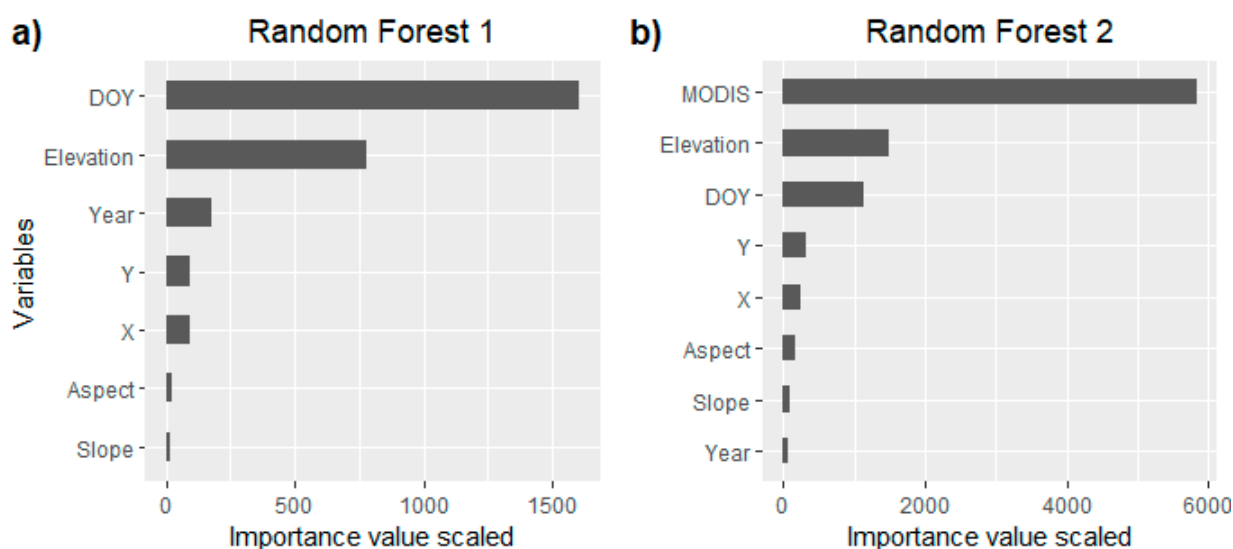 a)
Random Forest 1
Variables
DOY
Elevation
Year
Y
X
Aspect
Slope
0 500 1000 1500
Importance value scaled
b)
Random Forest 2
MODIS
Elevation
DOY
Y
X
Aspect
Slope
Year
0 2000 4000 6000
Importance value scaled